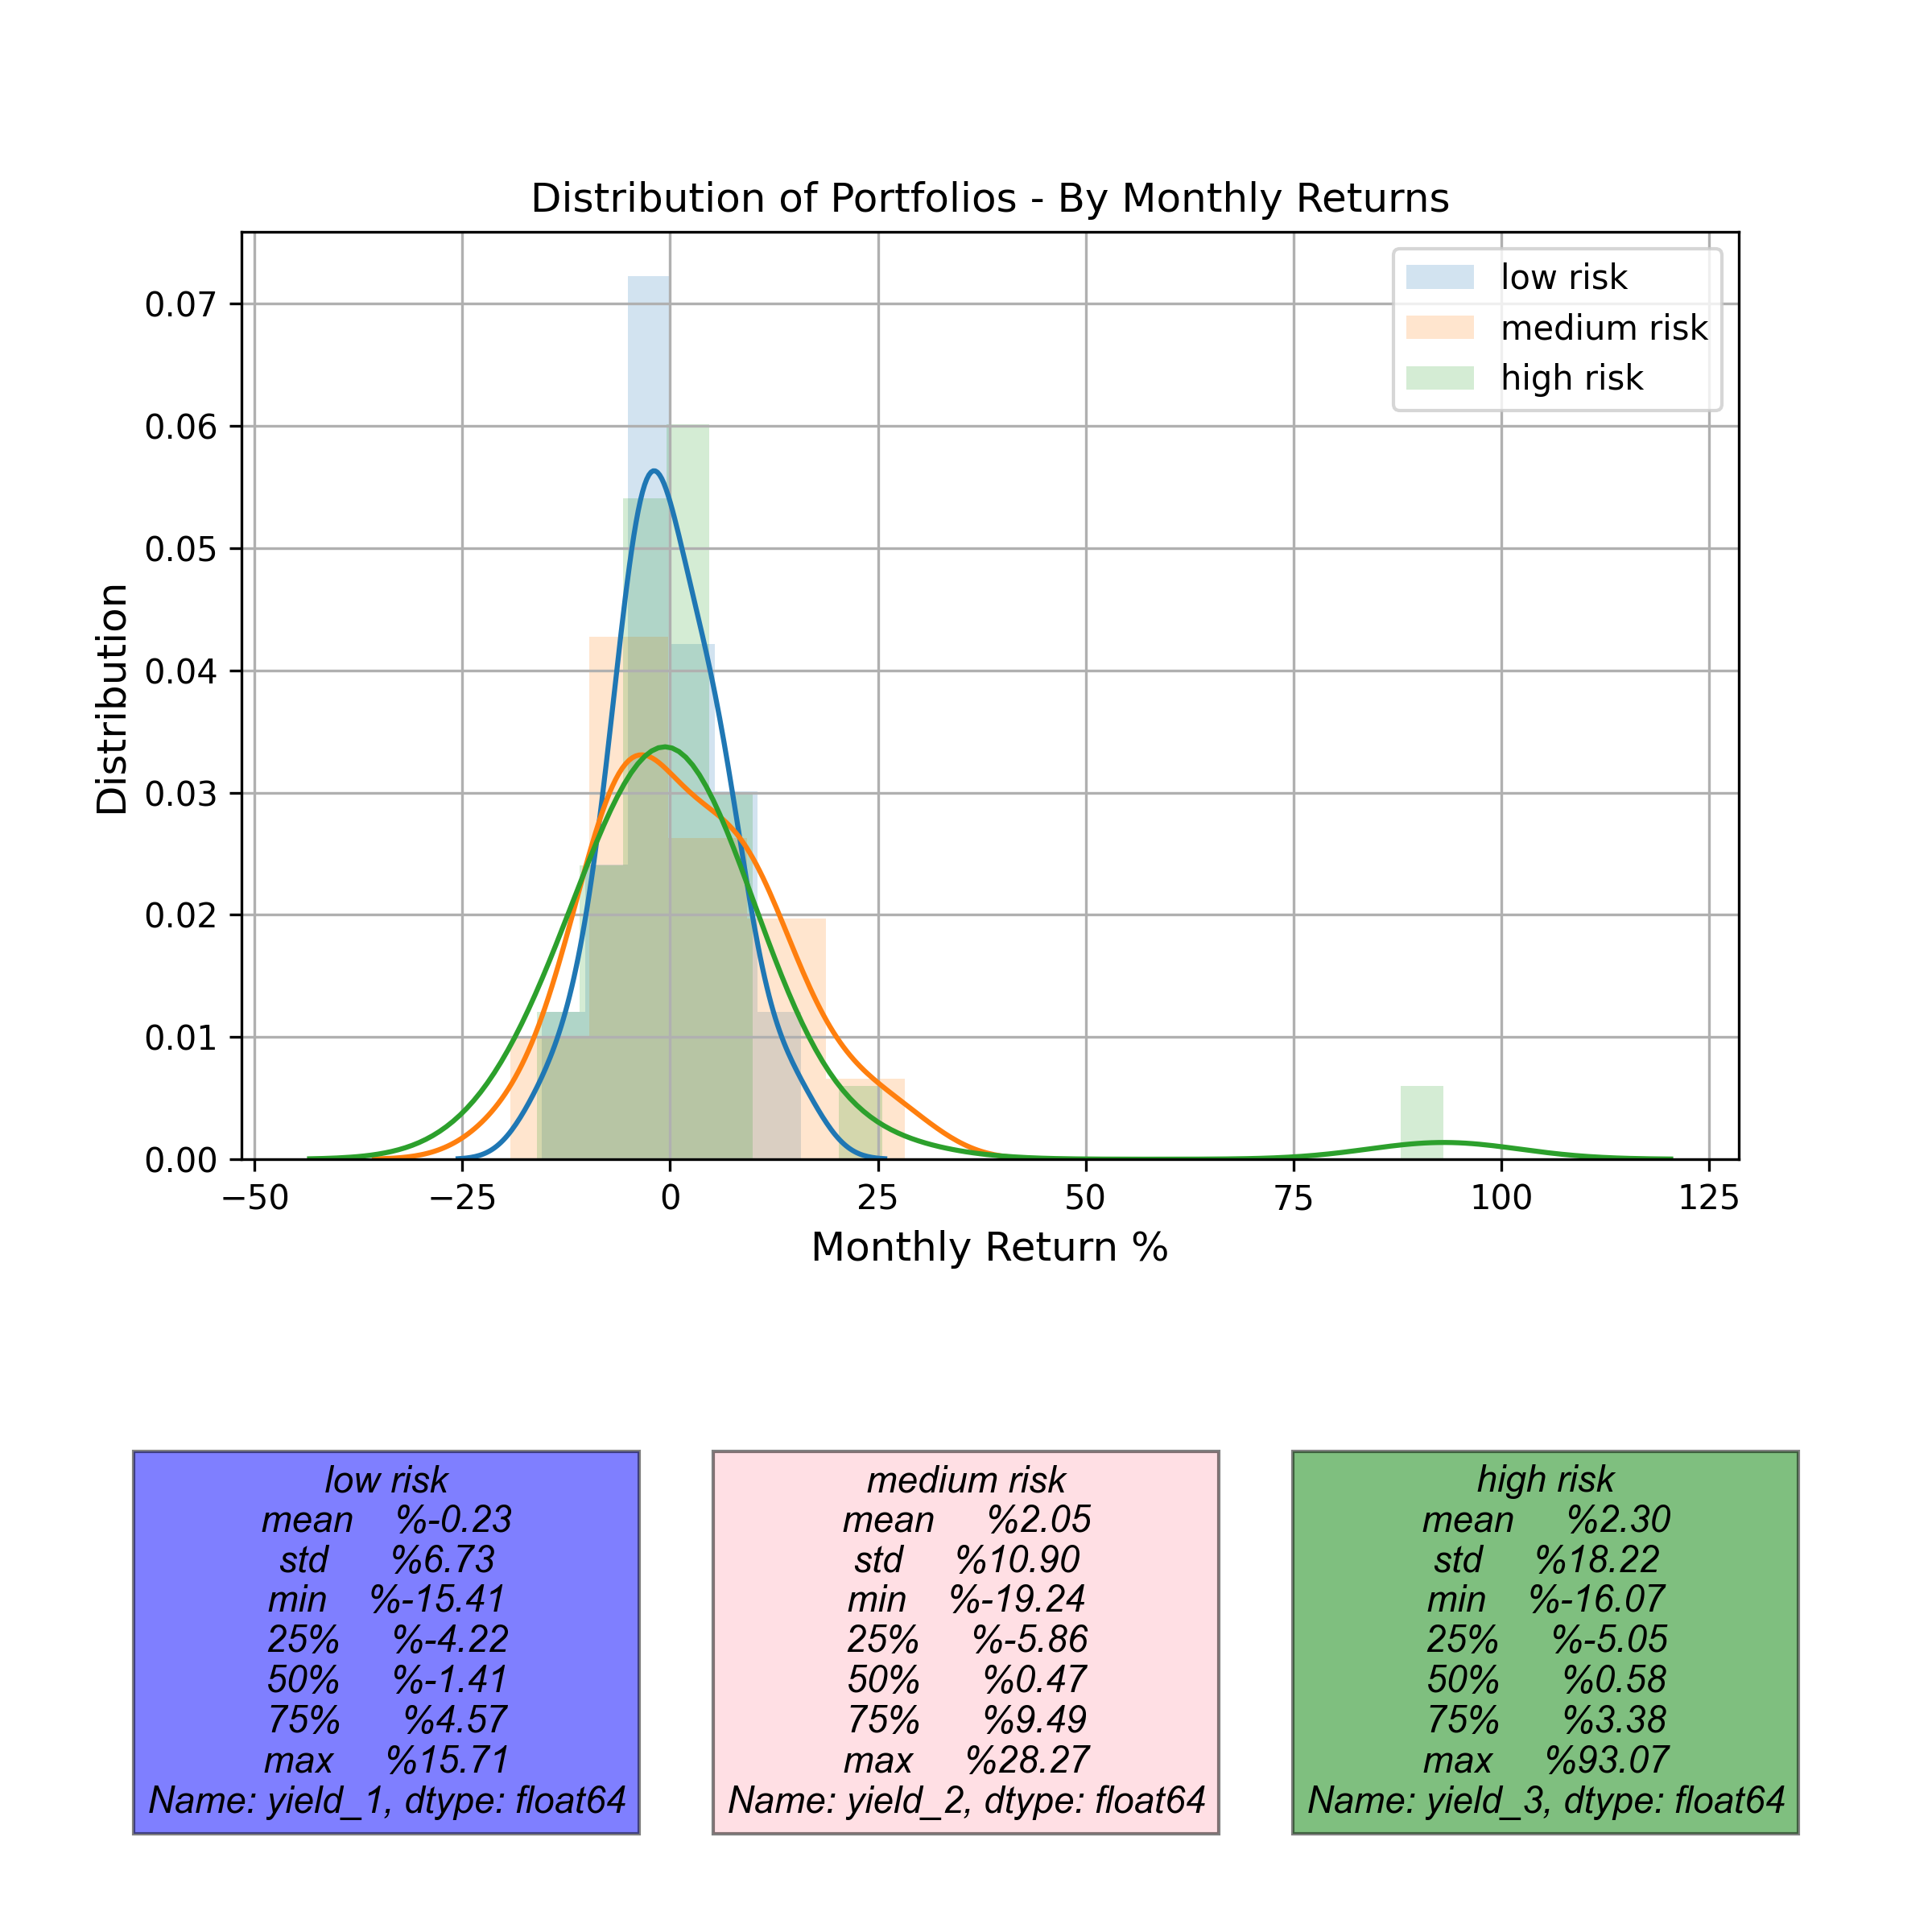 Distribution of Portfolios - By Monthly Returns
low risk
medium risk
high risk
Distribution
0.07
0.06
0.05
0.04
0.03
0.02
0.01
0.00
−50 −25 0 25 50 75 100 125
Monthly Return %
low risk
mean %-0.23
std %6.73
min %-15.41
25% %-4.22
50% %-1.41
75% %4.57
max %15.71
Name: yield_1, dtype: float64
medium risk
mean %2.05
std %10.90
min %-19.24
25% %-5.86
50% %0.47
75% %9.49
max %28.27
Name: yield_2, dtype: float64
high risk
mean %2.30
std %18.22
min %-16.07
25% %-5.05
50% %0.58
75% %3.38
max %93.07
Name: yield_3, dtype: float64